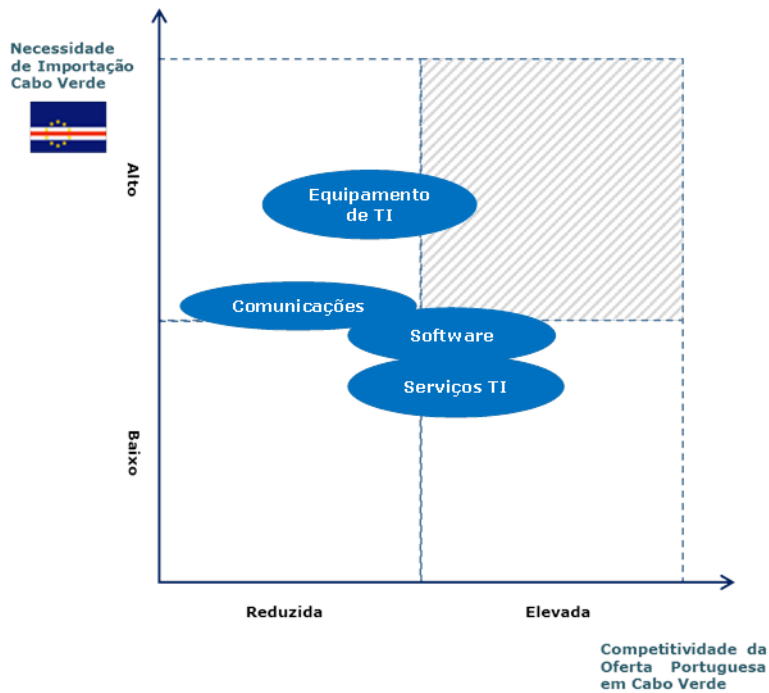 Necessidade
de Importação
Cabo Verde
Alto
Equipamento
de TI
Comunicações
Software
Serviços TI
Baixo
Reduzida
Elevada
Competitividade da
Oferta Portuguesa
em Cabo Verde